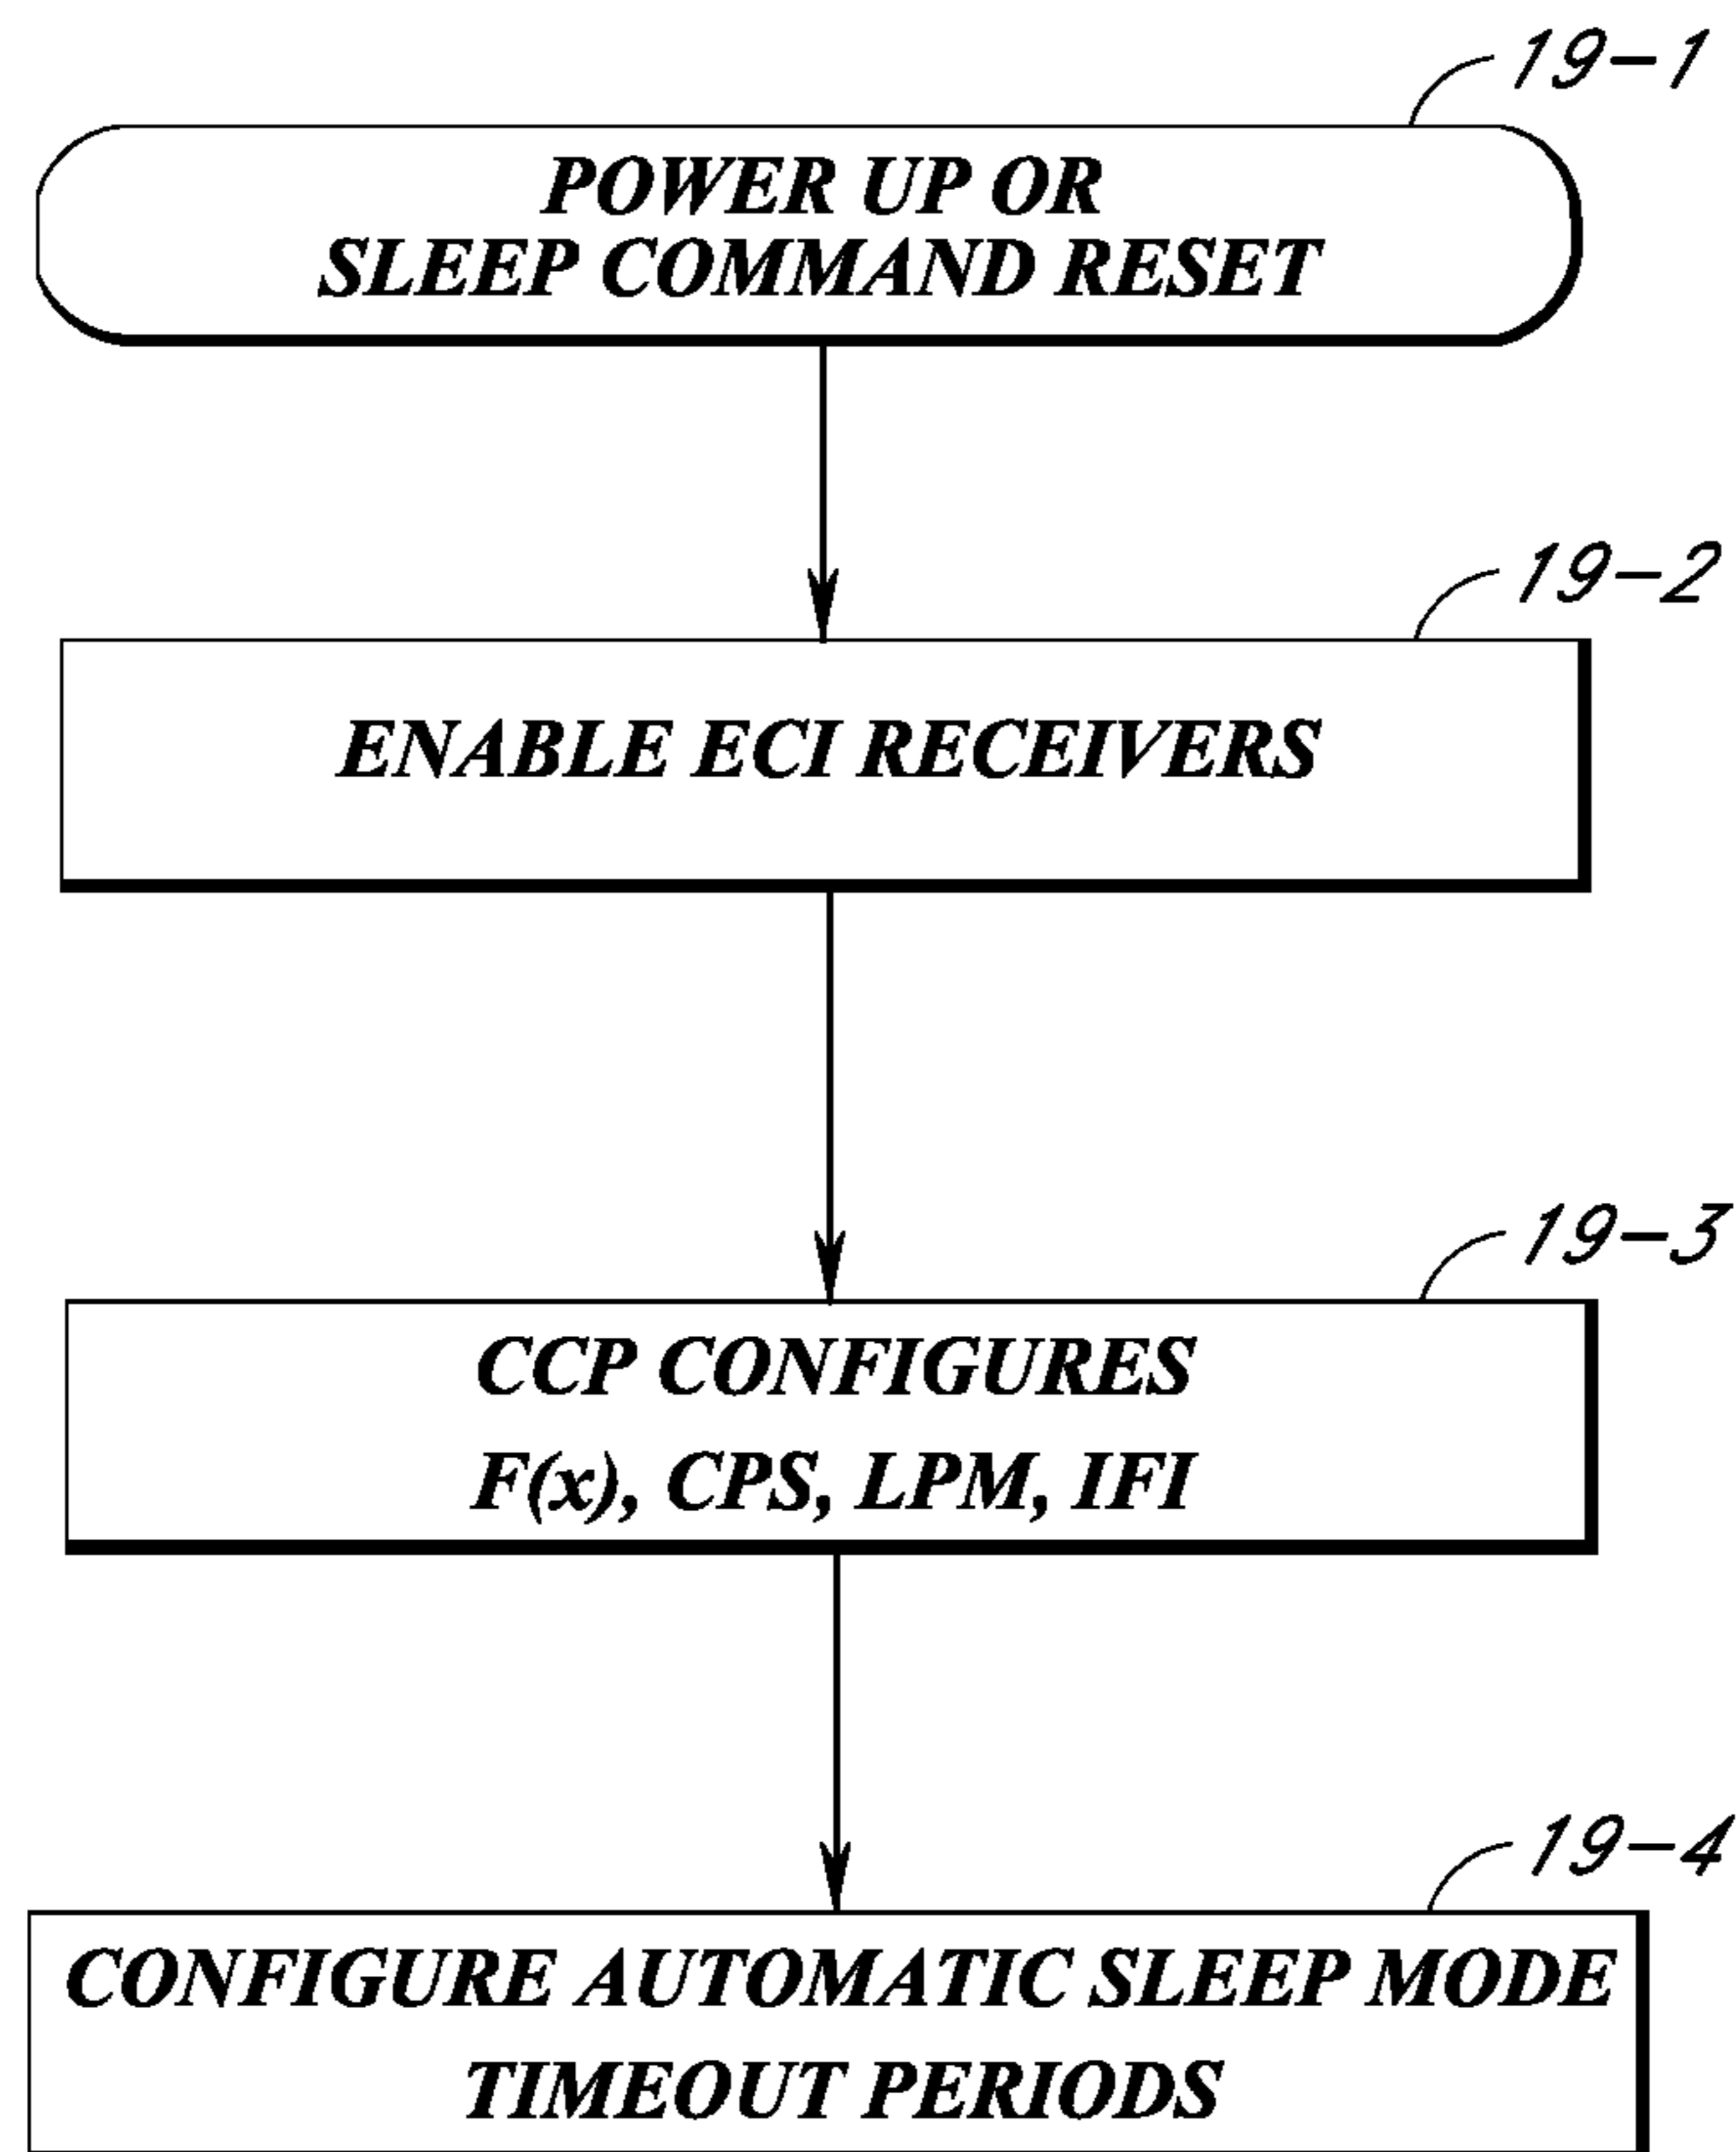 19-1
POWER UP OR
SLEEP COMMAND RESET
19-2
ENABLE ECI RECEIVERS
19-3
CCP CONFIGURES
F(x), CPS, LPM, IFI
19-4
CONFIGURE AUTOMATIC SLEEP MODE
TIMEOUT PERIODS